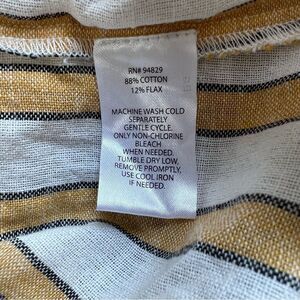 RN# 94829
88% COTTON
12% FLAX
MACHINE WASH COLD
SEPARATELY
GENTLE CYCLE.
ONLY NON-CHLORINE
BLEACH
WHEN NEEDED.
TUMBLE DRY LOW.
REMOVE PROMPTLY,
USE COOL IRON
IF NEEDED.